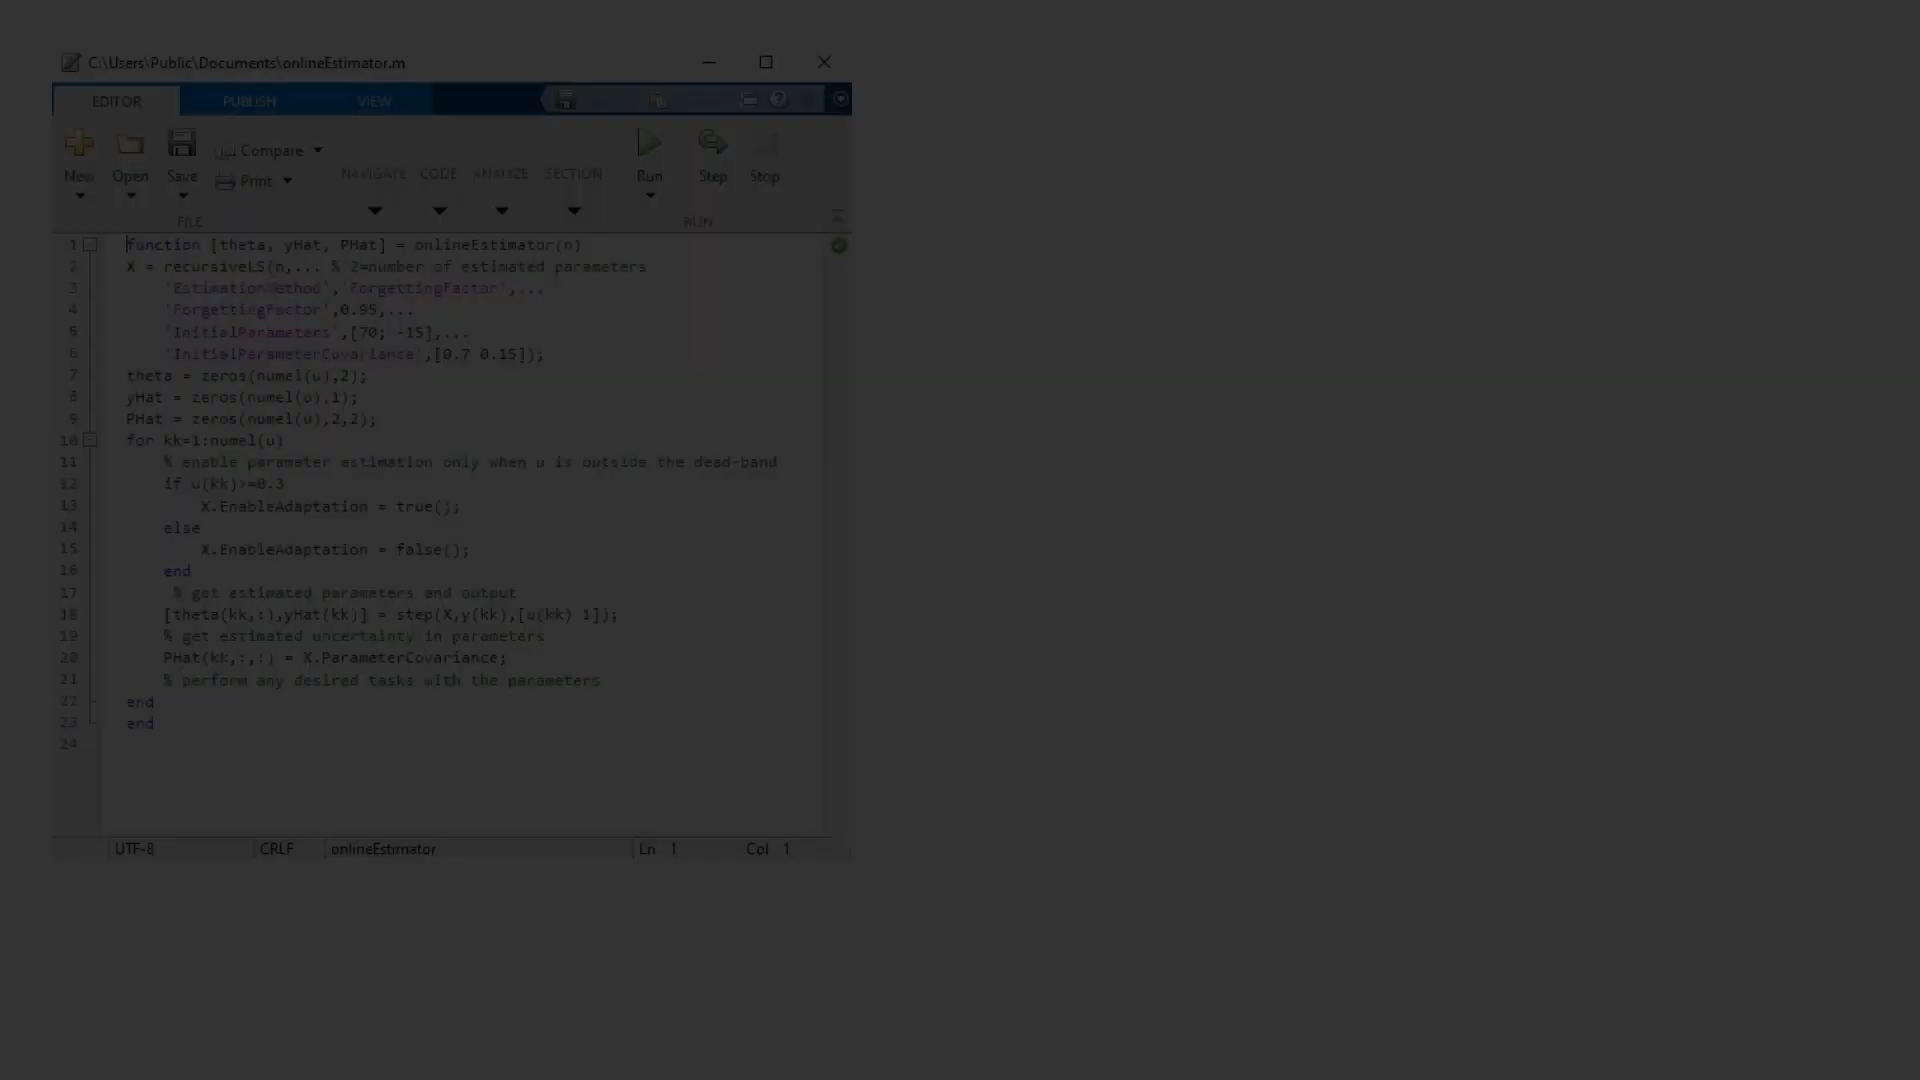 C:\Users\Public\Documents\onlineEstimator.m
EDITOR PUBLISH VIEW
New Open Save Compare Print NAVIGATE CODE ANALYZE SECTION Run Step Stop
FILE RUN
1 function [theta, yHat, PHat] = onlineEstimator(n)
2 X = recursiveLS(n,... % 2=number of estimated parameters
3 'EstimationMethod','ForgettingFactor',...
4 'ForgettingFactor',0.95,...
5 'InitialParameters',[70; -15],...
6 'InitialParameterCovariance',[0.7 0.15]);
7 theta = zeros(numel(u),2);
8 yHat = zeros(numel(u),1);
9 PHat = zeros(numel(u),2,2);
10 for kk=1:numel(u)
11 % enable parameter estimation only when u is outside the dead-band
12 if u(kk)>=0.3
13 X.EnableAdaptation = true();
14 else
15 X.EnableAdaptation = false();
16 end
17 % get estimated parameters and output
18 [theta(kk,:),yHat(kk)] = step(X,y(kk),[u(kk) 1]);
19 % get estimated uncertainty in parameters
20 PHat(kk,:,:) = X.ParameterCovariance;
21 % perform any desired tasks with the parameters
22 end
23 end
24
UTF-8 CRLF onlineEstimator Ln 1 Col 1